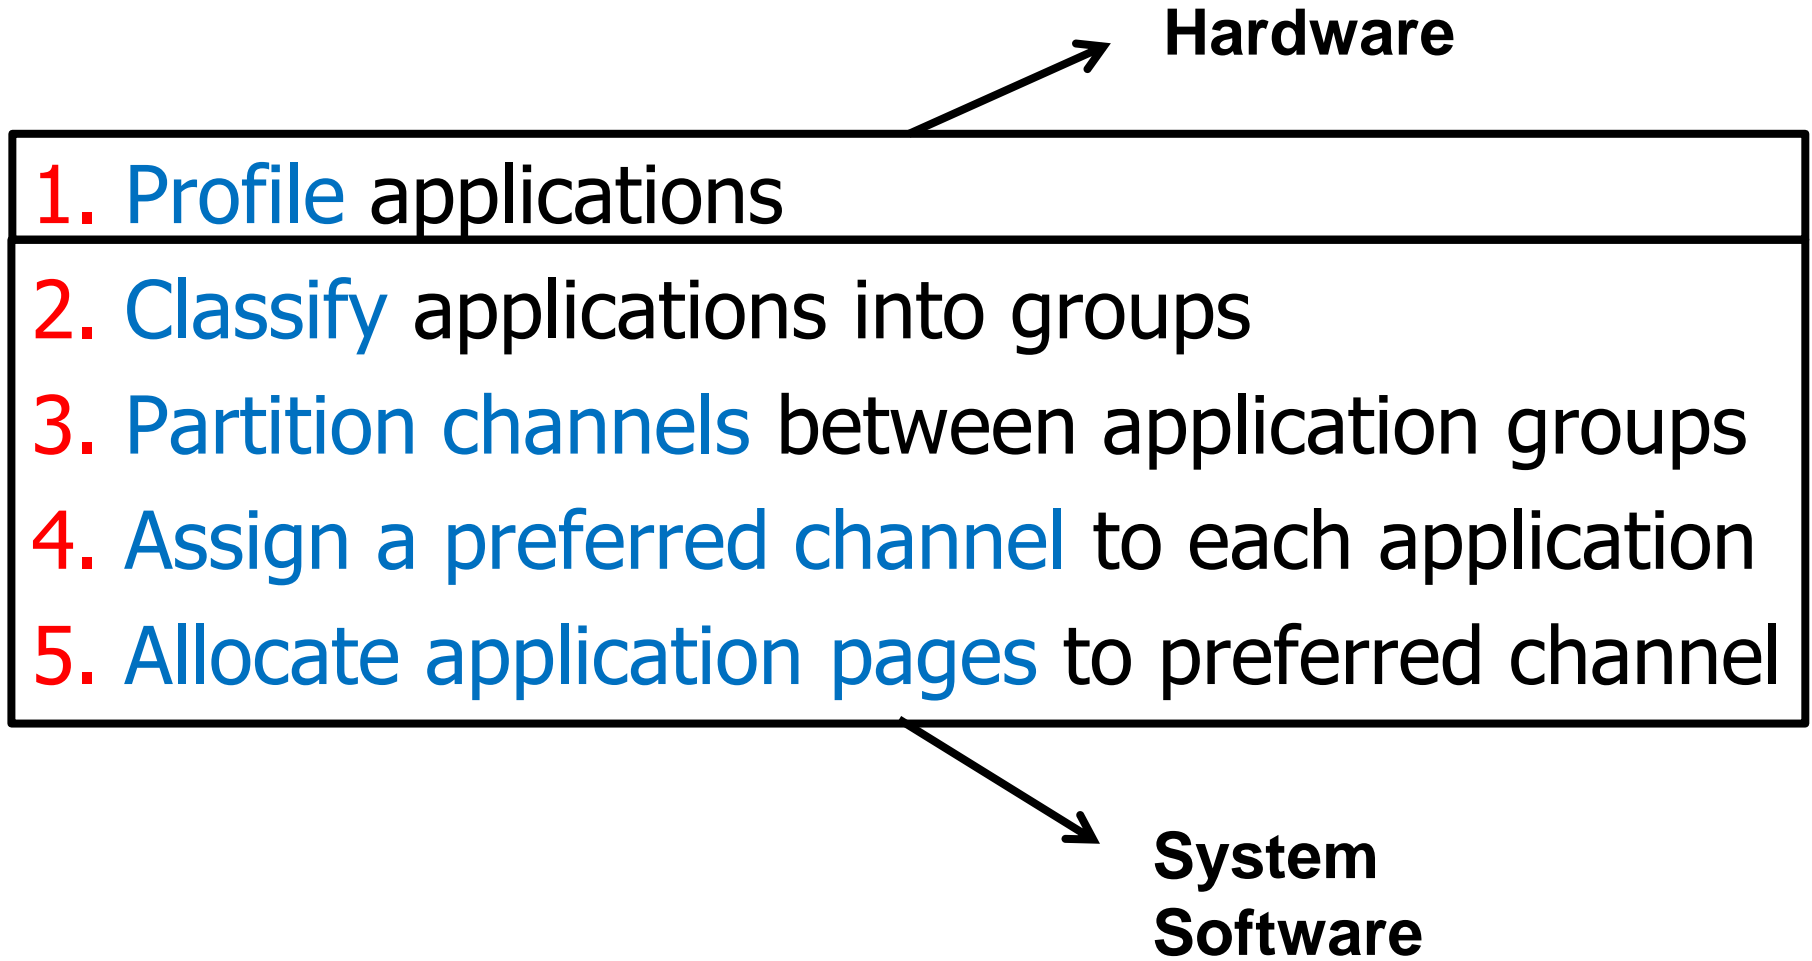 Hardware
1. Profile applications
2. Classify applications into groups
3. Partition channels between application groups
4. Assign a preferred channel to each application
5. Allocate application pages to preferred channel
System
Software